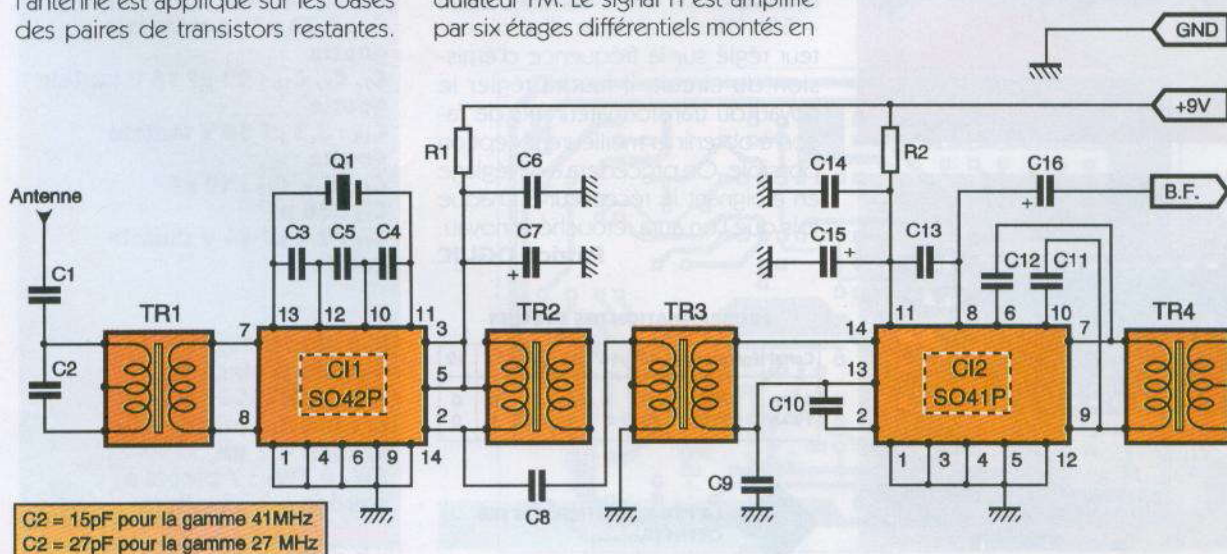 l'antenne est appliqué sur les bases
des paires de transistors restantes.
dulateur FM. Le signal FI est amplifié
par six étages différentiels montés en
GND
+9V
B.F.
Antenne
C1
C2
TR1
7
8
Q1
C3
C5
C4
13
12
10
11
CI1
SO42P
3
5
2
1
4
6
9
14
R1
C6
C7
+
TR2
C8
TR3
C9
C10
14
13
2
C14
C15
+
R2
C13
C16
+
C12
C11
11
8
6
10
CI2
SO41P
7
9
1
3
4
5
12
TR4
C2 = 15pF pour la gamme 41MHz
C2 = 27pF pour la gamme 27 MHz